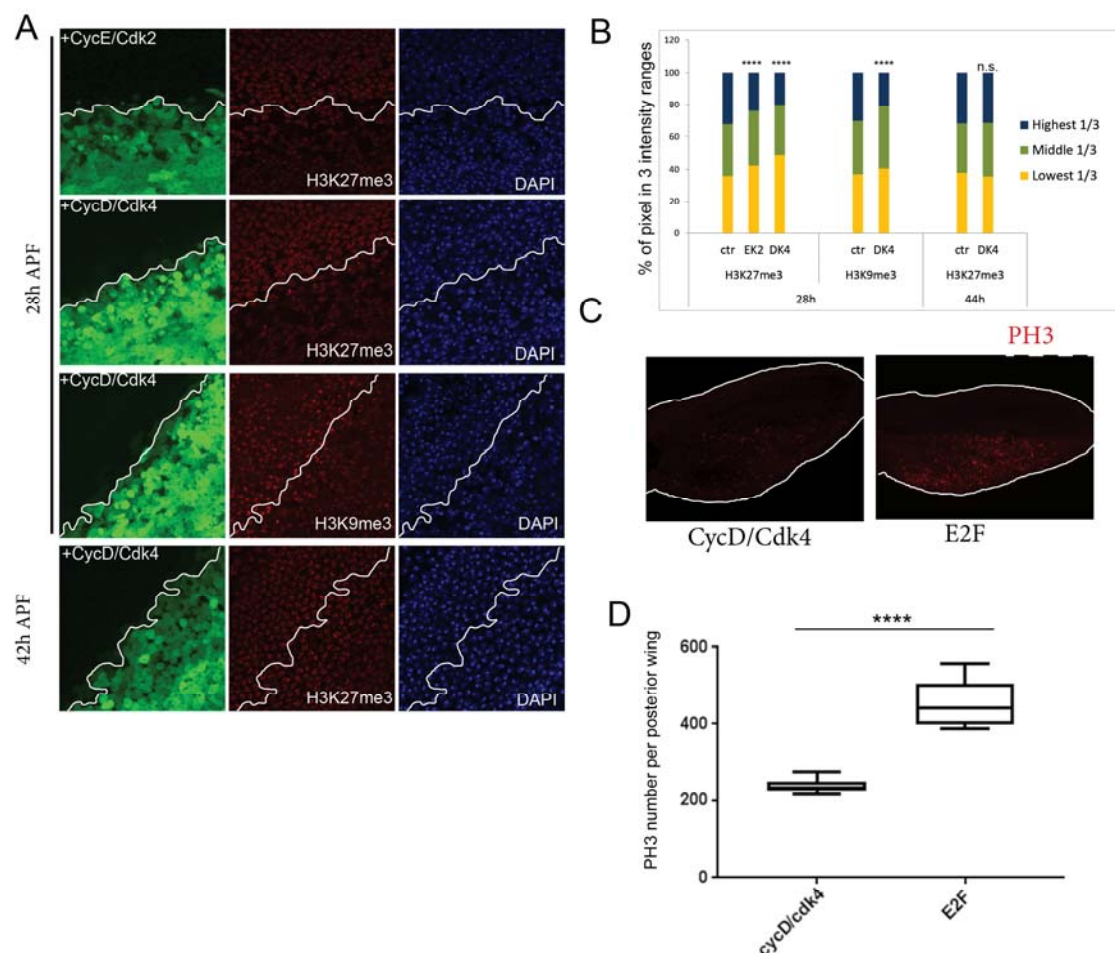 A
+CycE/Cdk2
H3K27me3
DAPI
+CycD/Cdk4
H3K27me3
DAPI
+CycD/Cdk4
H3K9me3
DAPI
28h APF
+CycD/Cdk4
H3K27me3
DAPI
42h APF
B
% of pixel in 3 intensity ranges
120
100
80
60
40
20
0
**** ****
****
n.s.
Highest 1/3
Middle 1/3
Lowest 1/3
ctr EK2 DK4 ctr DK4 ctr DK4
H3K27me3 H3K9me3 H3K27me3
28h 44h
C
PH3
CycD/Cdk4
E2F
D
PH3 number per posterior wing
600
400
200
0
****
cycD/cdk4
E2F